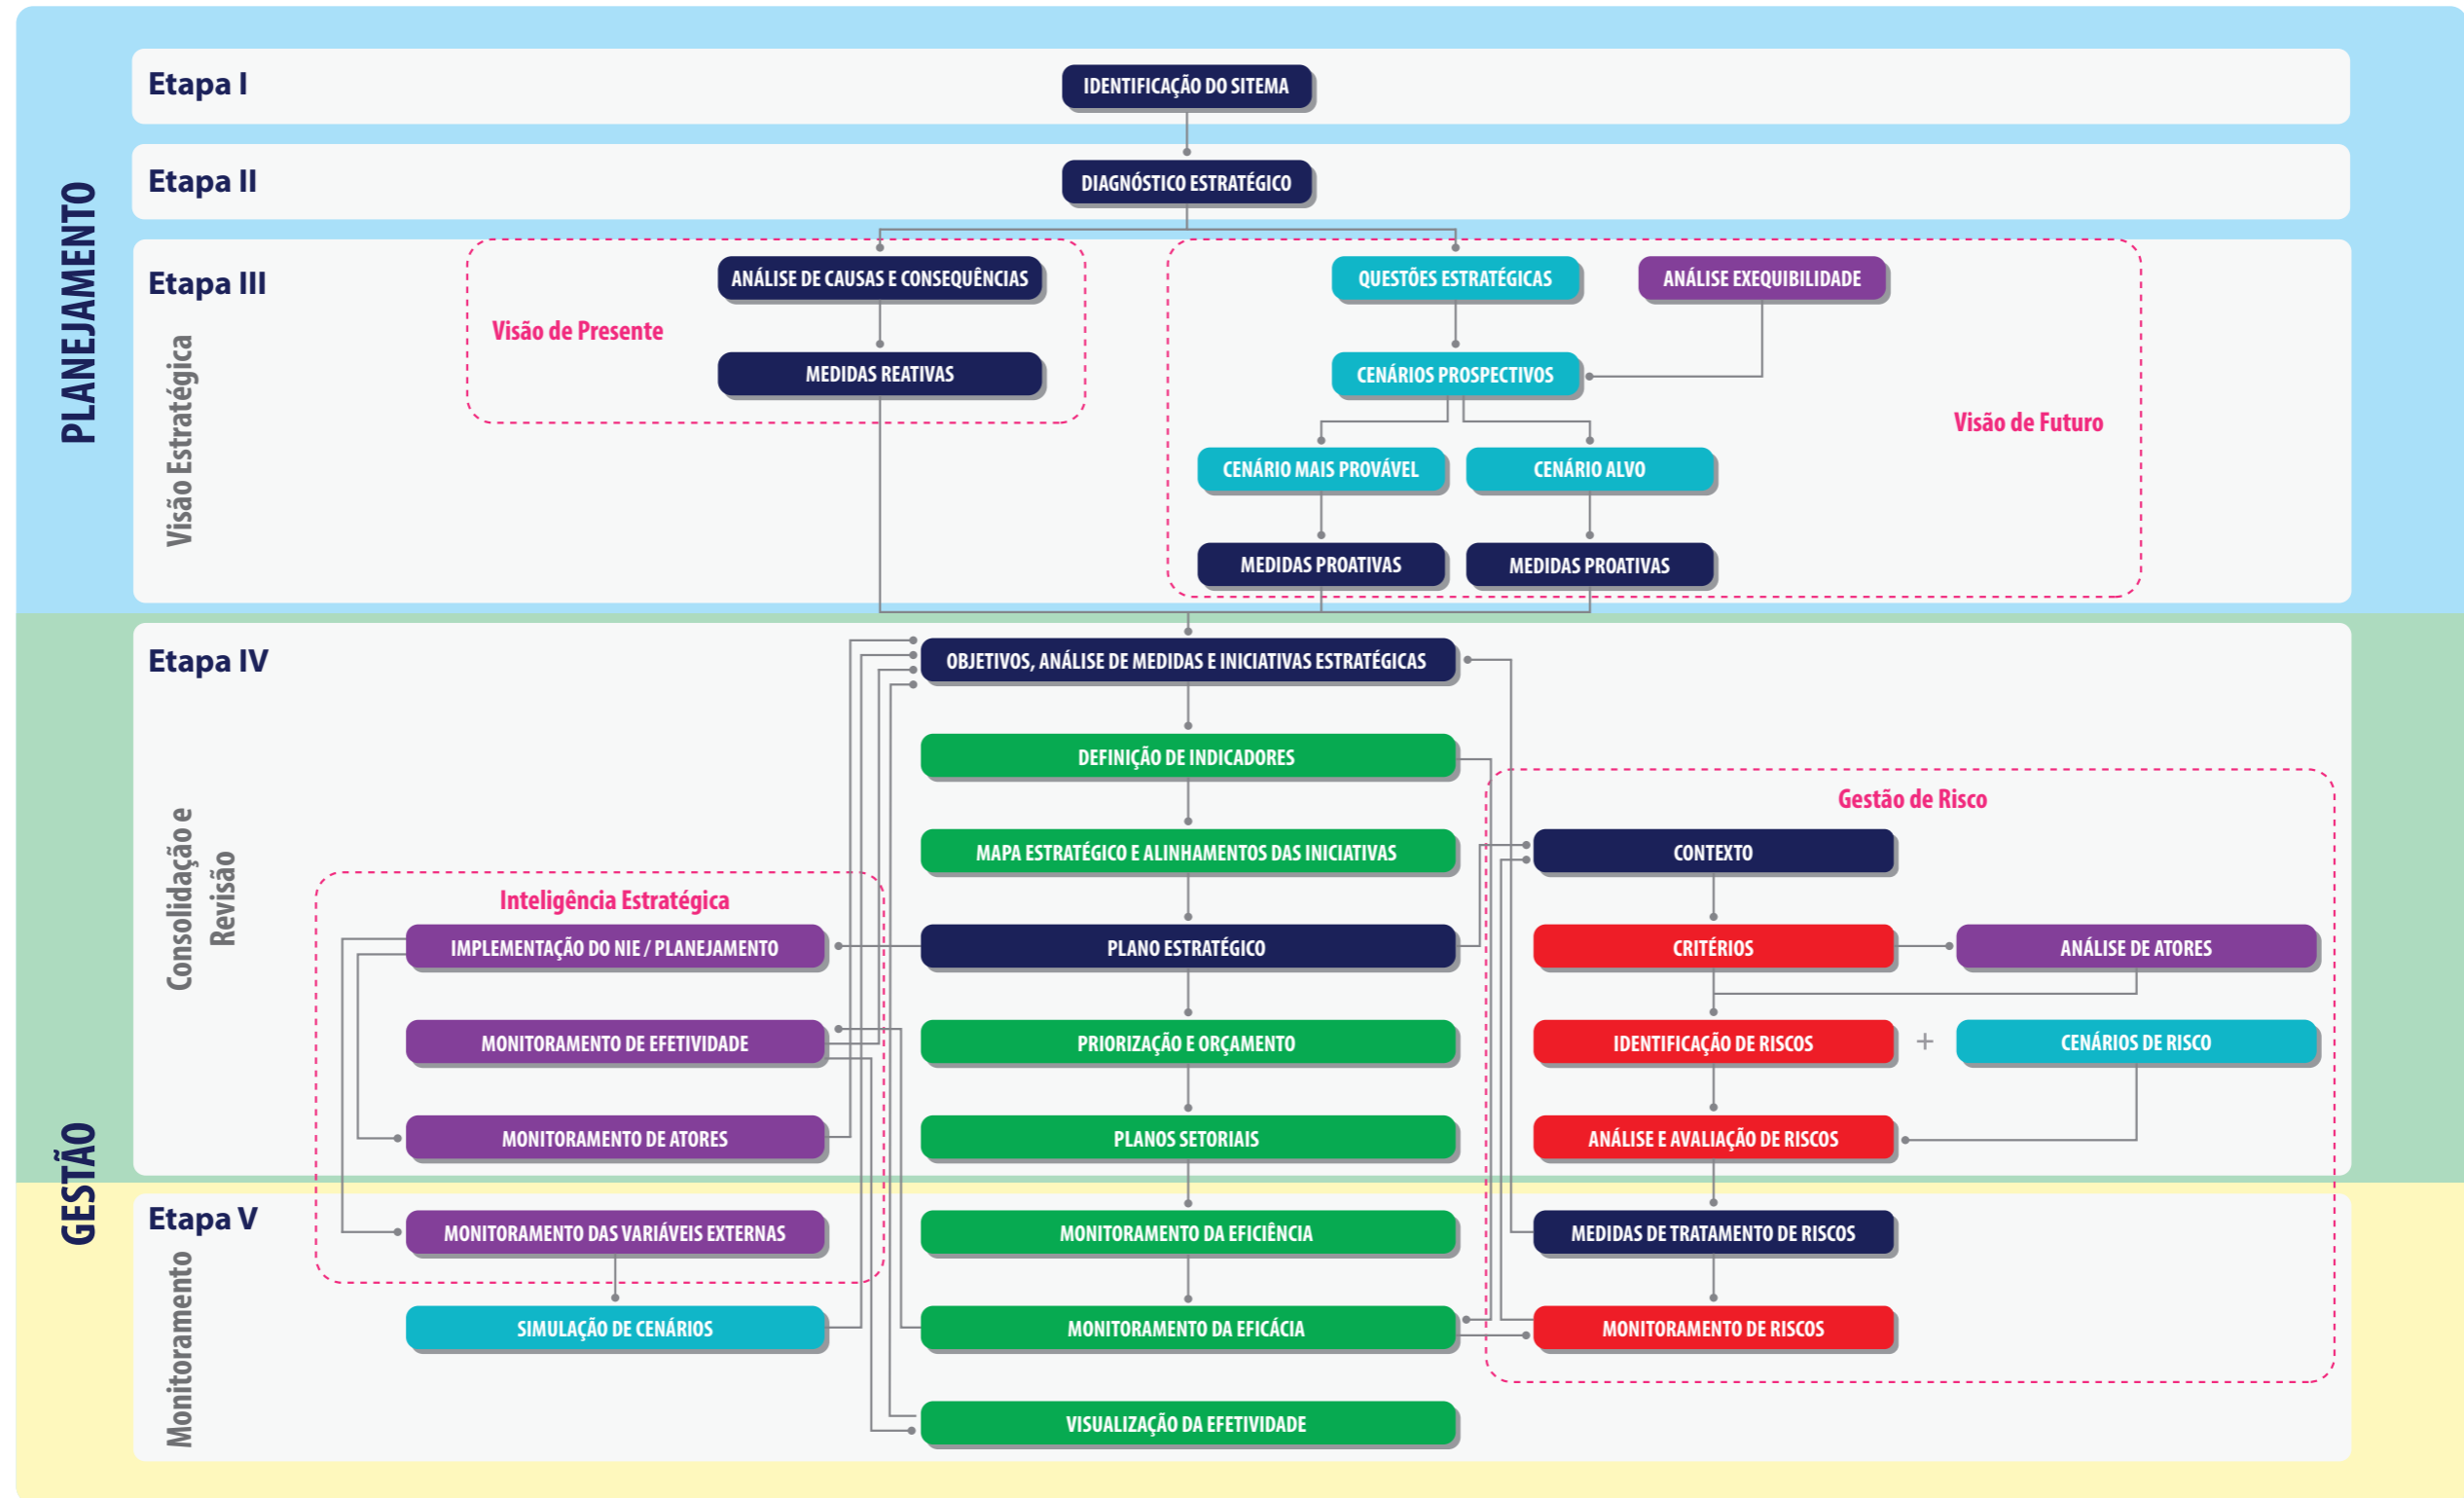 PLANEJAMENTO
Etapa I
IDENTIFICAÇÃO DO SITEMA
Etapa II
DIAGNÓSTICO ESTRATÉGICO
Etapa III
Visão Estratégica
ANÁLISE DE CAUSAS E CONSEQUÊNCIAS
Visão de Presente
MEDIDAS REATIVAS
QUESTÕES ESTRATÉGICAS
ANÁLISE EXEQUIBILIDADE
CENÁRIOS PROSPECTIVOS
Visão de Futuro
CENÁRIO MAIS PROVÁVEL
CENÁRIO ALVO
MEDIDAS PROATIVAS
MEDIDAS PROATIVAS
GESTÃO
Etapa IV
Consolidação e
Revisão
OBJETIVOS, ANÁLISE DE MEDIDAS E INICIATIVAS ESTRATÉGICAS
DEFINIÇÃO DE INDICADORES
MAPA ESTRATÉGICO E ALINHAMENTOS DAS INICIATIVAS
PLANO ESTRATÉGICO
PRIORIZAÇÃO E ORÇAMENTO
PLANOS SETORIAIS
Inteligência Estratégica
IMPLEMENTAÇÃO DO NIE / PLANEJAMENTO
MONITORAMENTO DE EFETIVIDADE
MONITORAMENTO DE ATORES
Gestão de Risco
CONTEXTO
CRITÉRIOS
ANÁLISE DE ATORES
IDENTIFICAÇÃO DE RISCOS
+
CENÁRIOS DE RISCO
ANÁLISE E AVALIAÇÃO DE RISCOS
Etapa V
Monitoramento
MONITORAMENTO DAS VARIÁVEIS EXTERNAS
MONITORAMENTO DA EFICIÊNCIA
MEDIDAS DE TRATAMENTO DE RISCOS
SIMULAÇÃO DE CENÁRIOS
MONITORAMENTO DA EFICÁCIA
MONITORAMENTO DE RISCOS
VISUALIZAÇÃO DA EFETIVIDADE